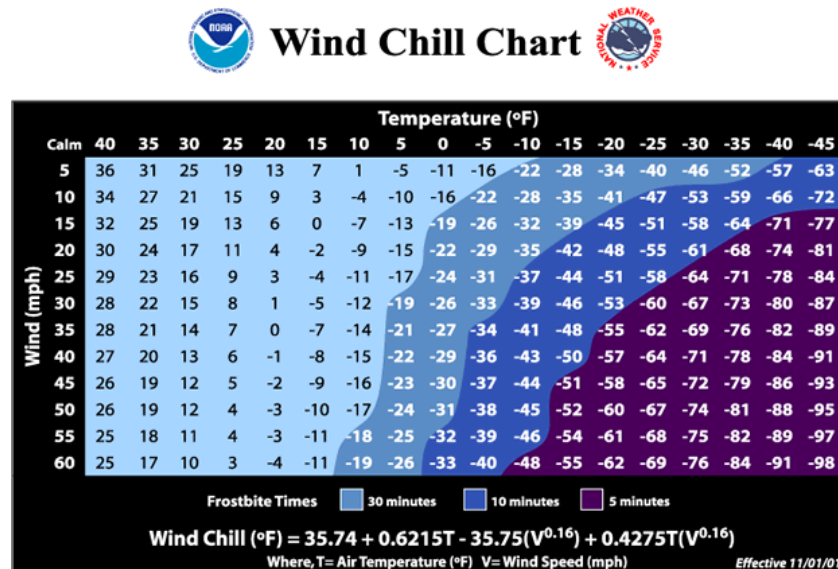 Wind Chill Chart
NOAA
NATIONAL WEATHER SERVICE
Temperature (ºF)
Calm 40 35 30 25 20 15 10 5 0 -5 -10 -15 -20 -25 -30 -35 -40 -45
Wind (mph)
5 36 31 25 19 13 7 1 -5 -11 -16 -22 -28 -34 -40 -46 -52 -57 -63
10 34 27 21 15 9 3 -4 -10 -16 -22 -28 -35 -41 -47 -53 -59 -66 -72
15 32 25 19 13 6 0 -7 -13 -19 -26 -32 -39 -45 -51 -58 -64 -71 -77
20 30 24 17 11 4 -2 -9 -15 -22 -29 -35 -42 -48 -55 -61 -68 -74 -81
25 29 23 16 9 3 -4 -11 -17 -24 -31 -37 -44 -51 -58 -64 -71 -78 -84
30 28 22 15 8 1 -5 -12 -19 -26 -33 -39 -46 -53 -60 -67 -73 -80 -87
35 28 21 14 7 0 -7 -14 -21 -27 -34 -41 -48 -55 -62 -69 -76 -82 -89
40 27 20 13 6 -1 -8 -15 -22 -29 -36 -43 -50 -57 -64 -71 -78 -84 -91
45 26 19 12 5 -2 -9 -16 -23 -30 -37 -44 -51 -58 -65 -72 -79 -86 -93
50 26 19 12 4 -3 -10 -17 -24 -31 -38 -45 -52 -60 -67 -74 -81 -88 -95
55 25 18 11 4 -3 -11 -18 -25 -32 -39 -46 -54 -61 -68 -75 -82 -89 -97
60 25 17 10 3 -4 -11 -19 -26 -33 -40 -48 -55 -62 -69 -76 -84 -91 -98
Frostbite Times 30 minutes 10 minutes 5 minutes
Wind Chill (ºF) = 35.74 + 0.6215T - 35.75(V^0.16) + 0.4275T(V^0.16)
Where, T= Air Temperature (ºF) V= Wind Speed (mph)